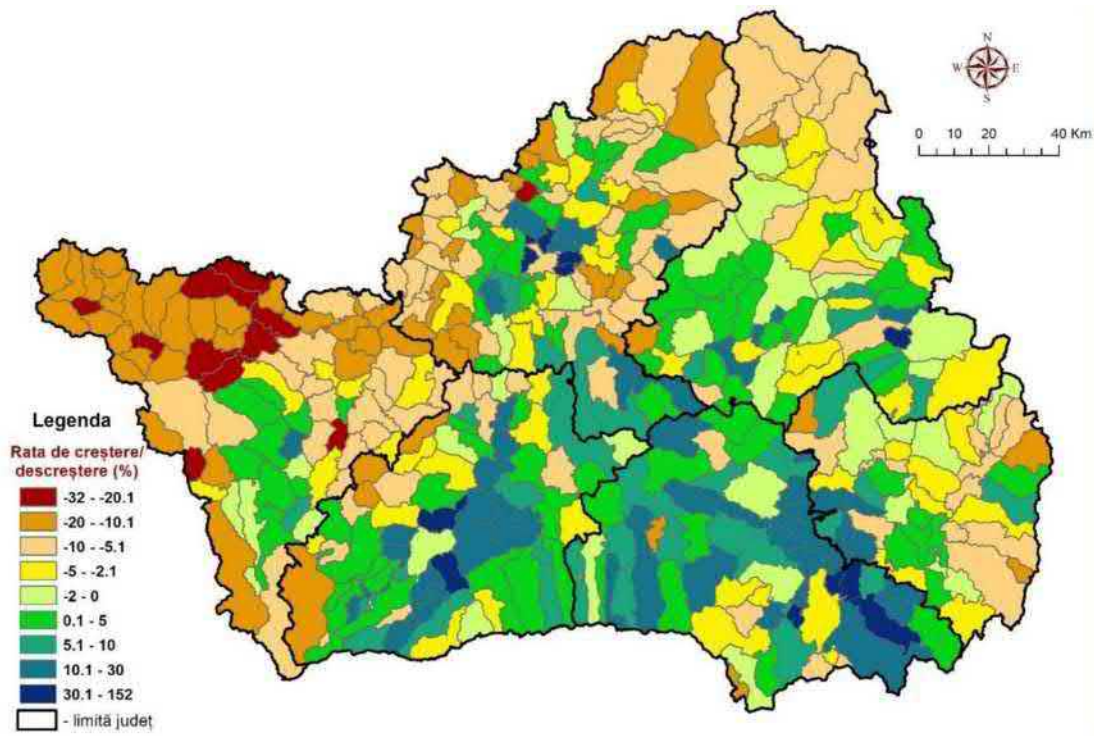 N
W E
S
0 10 20 40 Km
Legenda
Rata de creștere/
descreștere (%)
-32 - -20.1
-20 - -10.1
-10 - -5.1
-5 - -2.1
-2 - 0
0.1 - 5
5.1 - 10
10.1 - 30
30.1 - 152
- limită județ